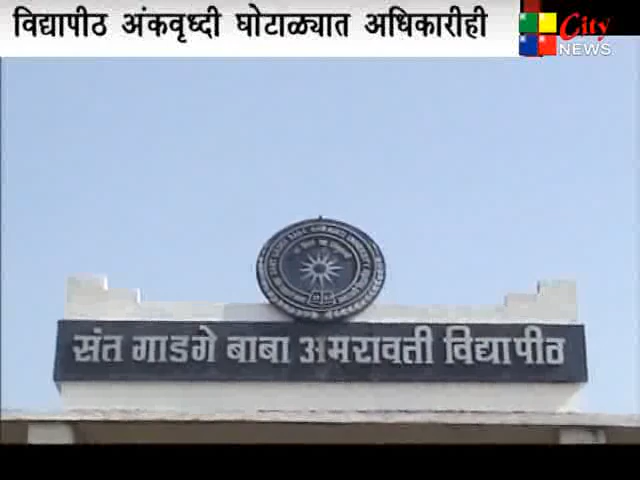 विद्यापीठ अंकवृध्दी घोटाळ्यात अधिकारीही
City
NEWS
संत गाडगे बाबा अमरावती विद्यापीठ